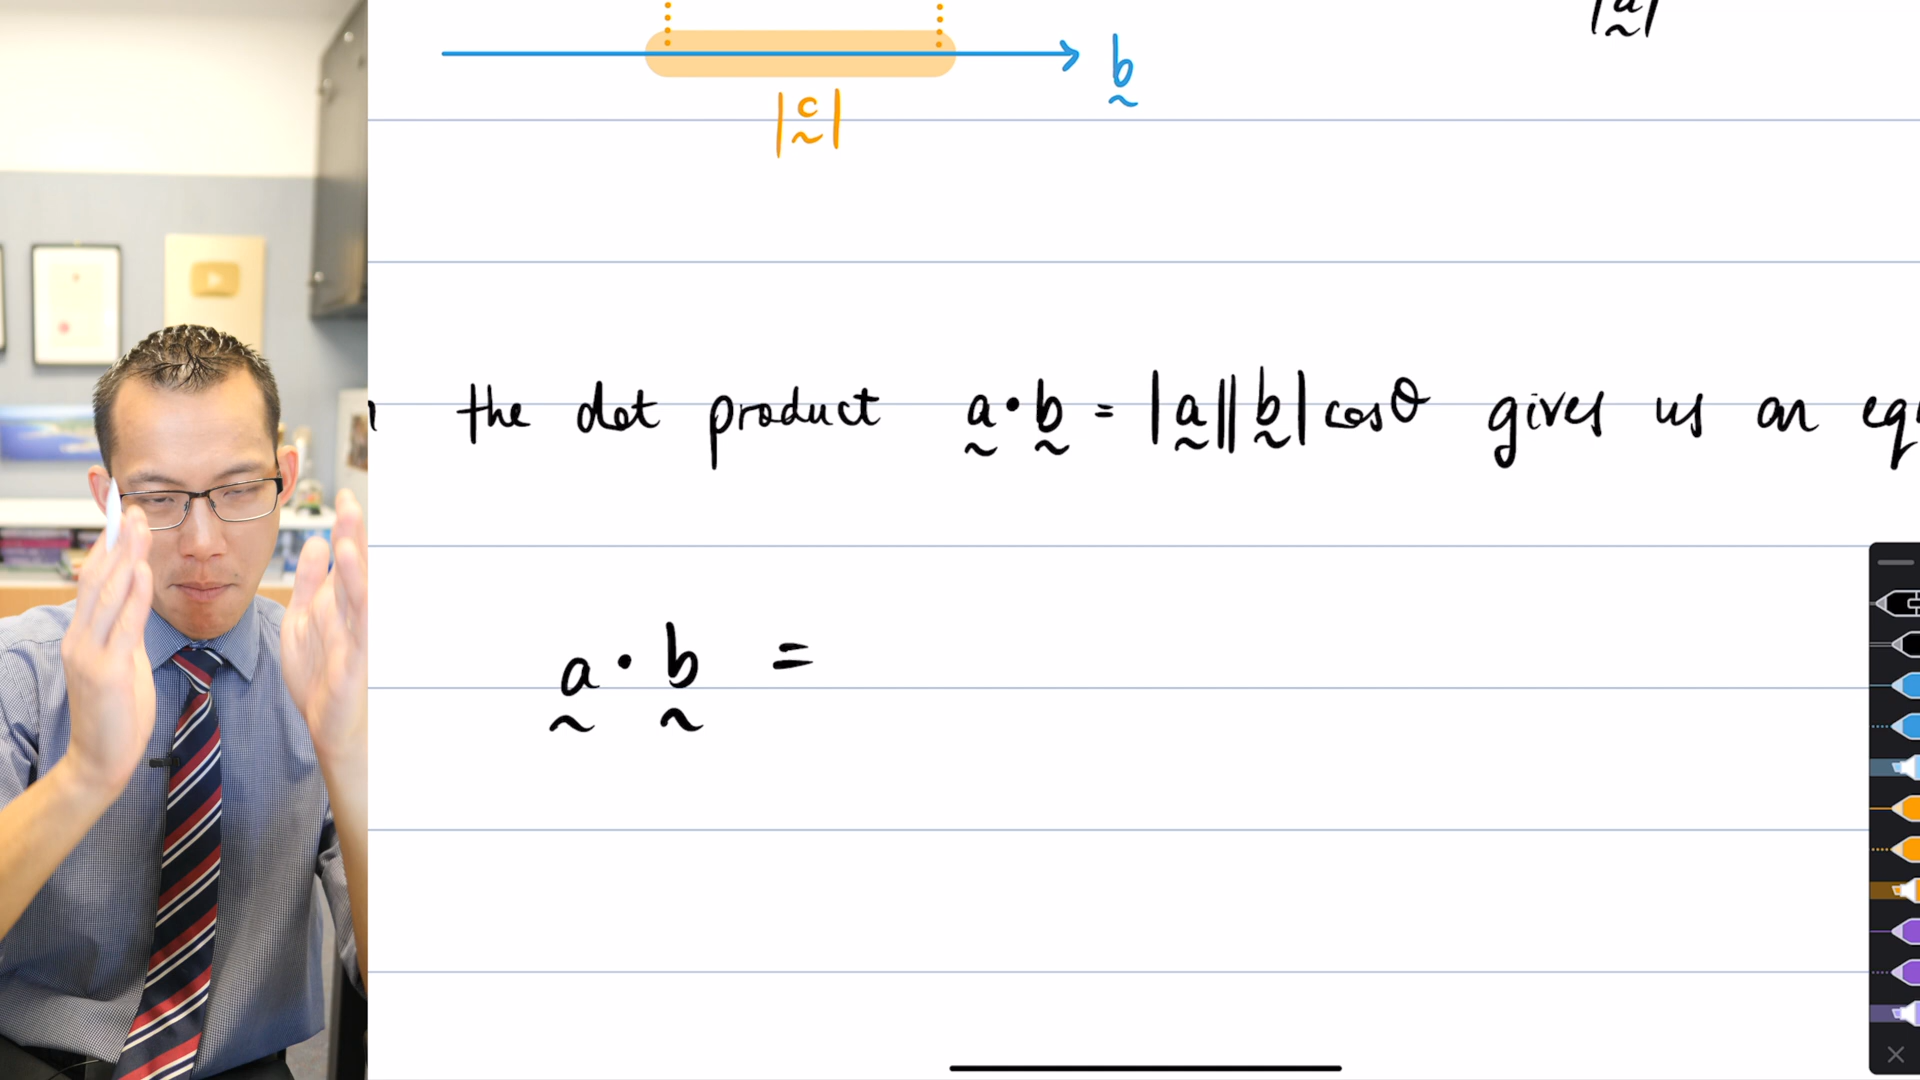 |a|
b
|c|
the dot product a · b = |a||b| cosθ gives us an
a · b =